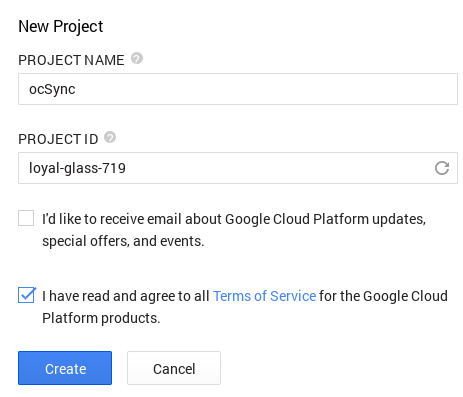 New Project
PROJECT NAME ?
ocSync
PROJECT ID ?
loyal-glass-719
I'd like to receive email about Google Cloud Platform updates,
special offers, and events.
I have read and agree to all Terms of Service for the Google Cloud
Platform products.
Create Cancel